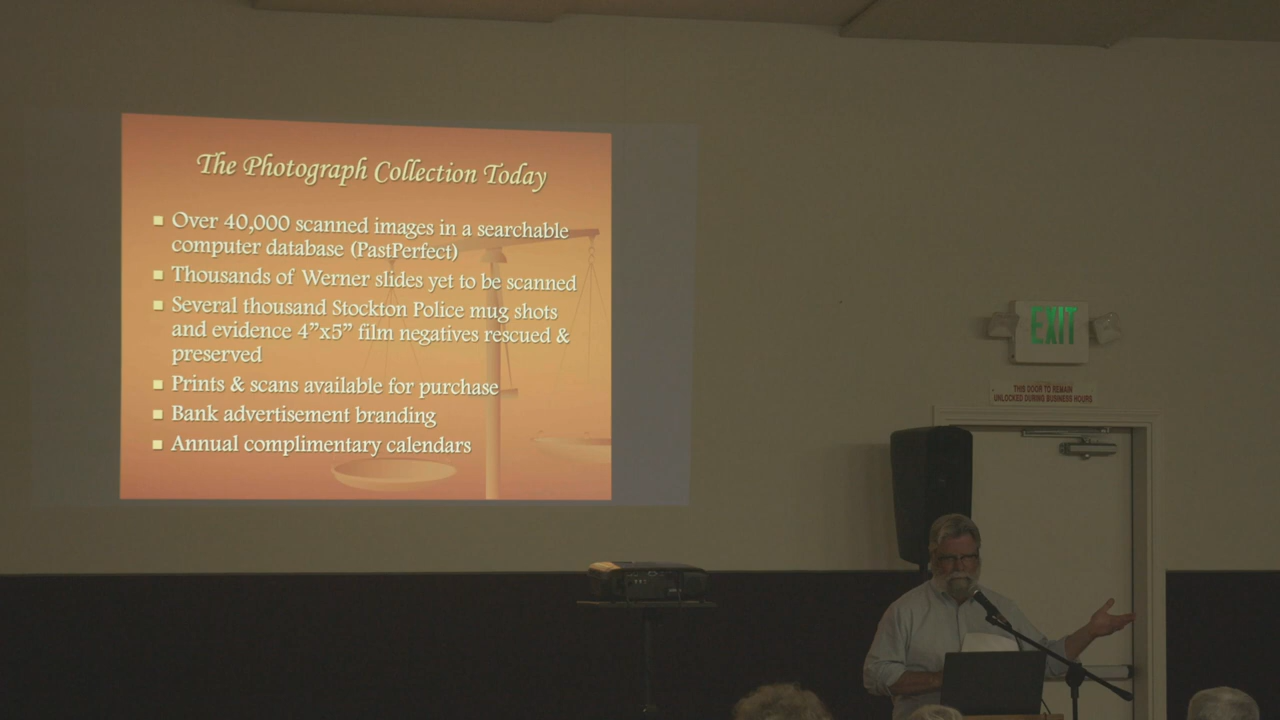 The Photograph Collection Today
Over 40,000 scanned images in a searchable
computer database (PastPerfect)
Thousands of Werner slides yet to be scanned
Several thousand Stockton Police mug shots
and evidence 4”x5” film negatives rescued &
preserved
Prints & scans available for purchase
Bank advertisement branding
Annual complimentary calendars
EXIT
THIS DOOR TO REMAIN
UNLOCKED DURING BUSINESS HOURS